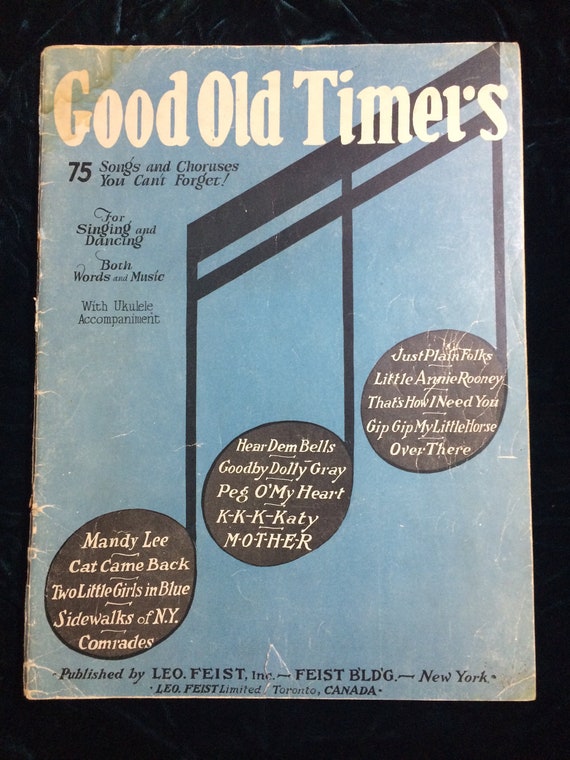 Good Old Timers
75 Songs and Choruses
You Can't Forget!
For
Singing and
Dancing
Both
Words and Music
With Ukulele
Accompaniment
Just Plain Folks
Little Annie Rooney
That's How I Need You
Gip Gip My Little Horse
Over There
Hear Dem Bells
Goodby Dolly Gray
Peg O' My Heart
K-K-K-Katy
M-O-T-H-E-R
Mandy Lee
Cat Came Back
Two Little Girls in Blue
Sidewalks of N.Y.
Comrades
Published by LEO. FEIST, Inc. — FEIST B'LD'G. — New York
LEO. FEIST Limited Toronto, CANADA